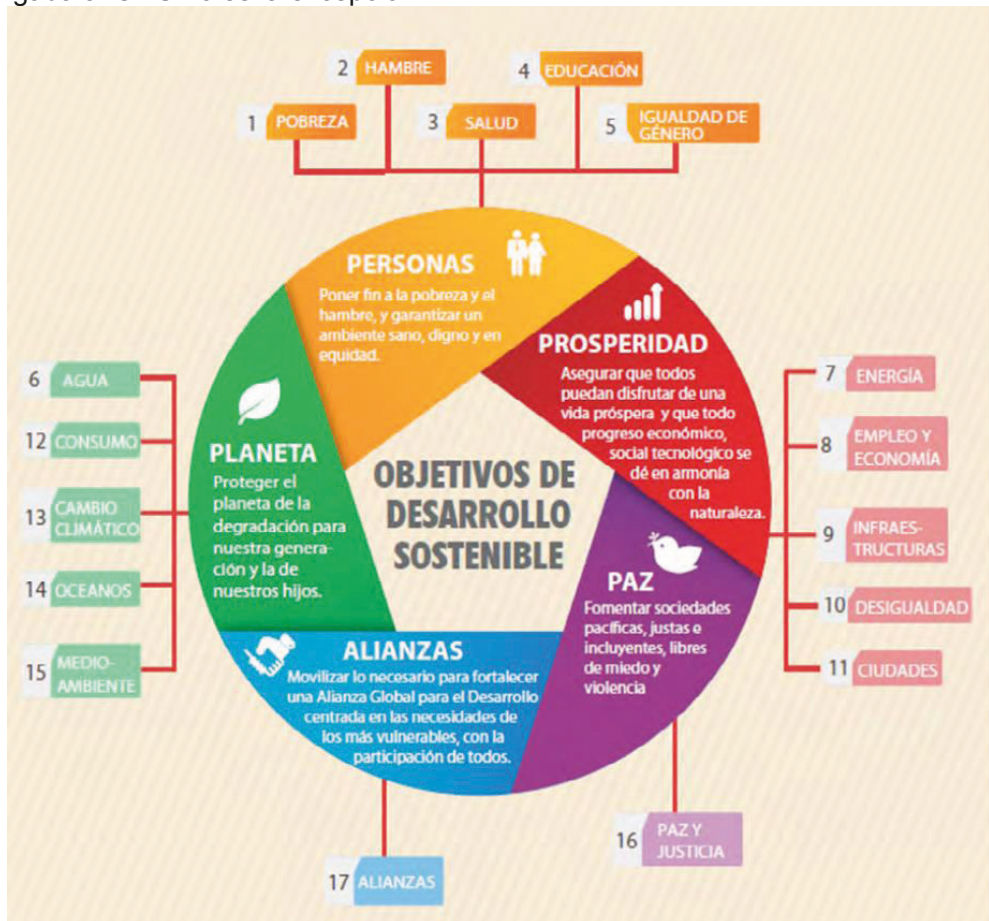 2 HAMBRE
4 EDUCACIÓN
1 POBREZA
3 SALUD
5 IGUALDAD DE
GÉNERO
PERSONAS
Poner fin a la pobreza y el
hambre, y garantizar un
ambiente sano, digno y en
equidad.
PROSPERIDAD
Asegurar que todos
puedan disfrutar de una
vida próspera y que todo
progreso económico,
social tecnológico se
dé en armonía
con la
naturaleza.
7 ENERGÍA
8 EMPLEO Y
ECONOMÍA
9 INFRAES-
TRUCTURAS
10 DESIGUALDAD
11 CIUDADES
6 AGUA
12 CONSUMO
13 CAMBIO
CLIMÁTICO
14 OCEANOS
15 MEDIO-
AMBIENTE
PLANETA
Proteger el
planeta de la
degradación para
nuestra genera-
ción y la de
nuestros hijos.
OBJETIVOS DE
DESARROLLO
SOSTENIBLE
PAZ
Fomentar sociedades
pacíficas, justas e
incluyentes, libres
de miedo y
violencia
ALIANZAS
Movilizar lo necesario para fortalecer
una Alianza Global para el Desarrollo
centrada en las necesidades de
los más vulnerables, con la
participación de todos.
16 PAZ Y
JUSTICIA
17 ALIANZAS